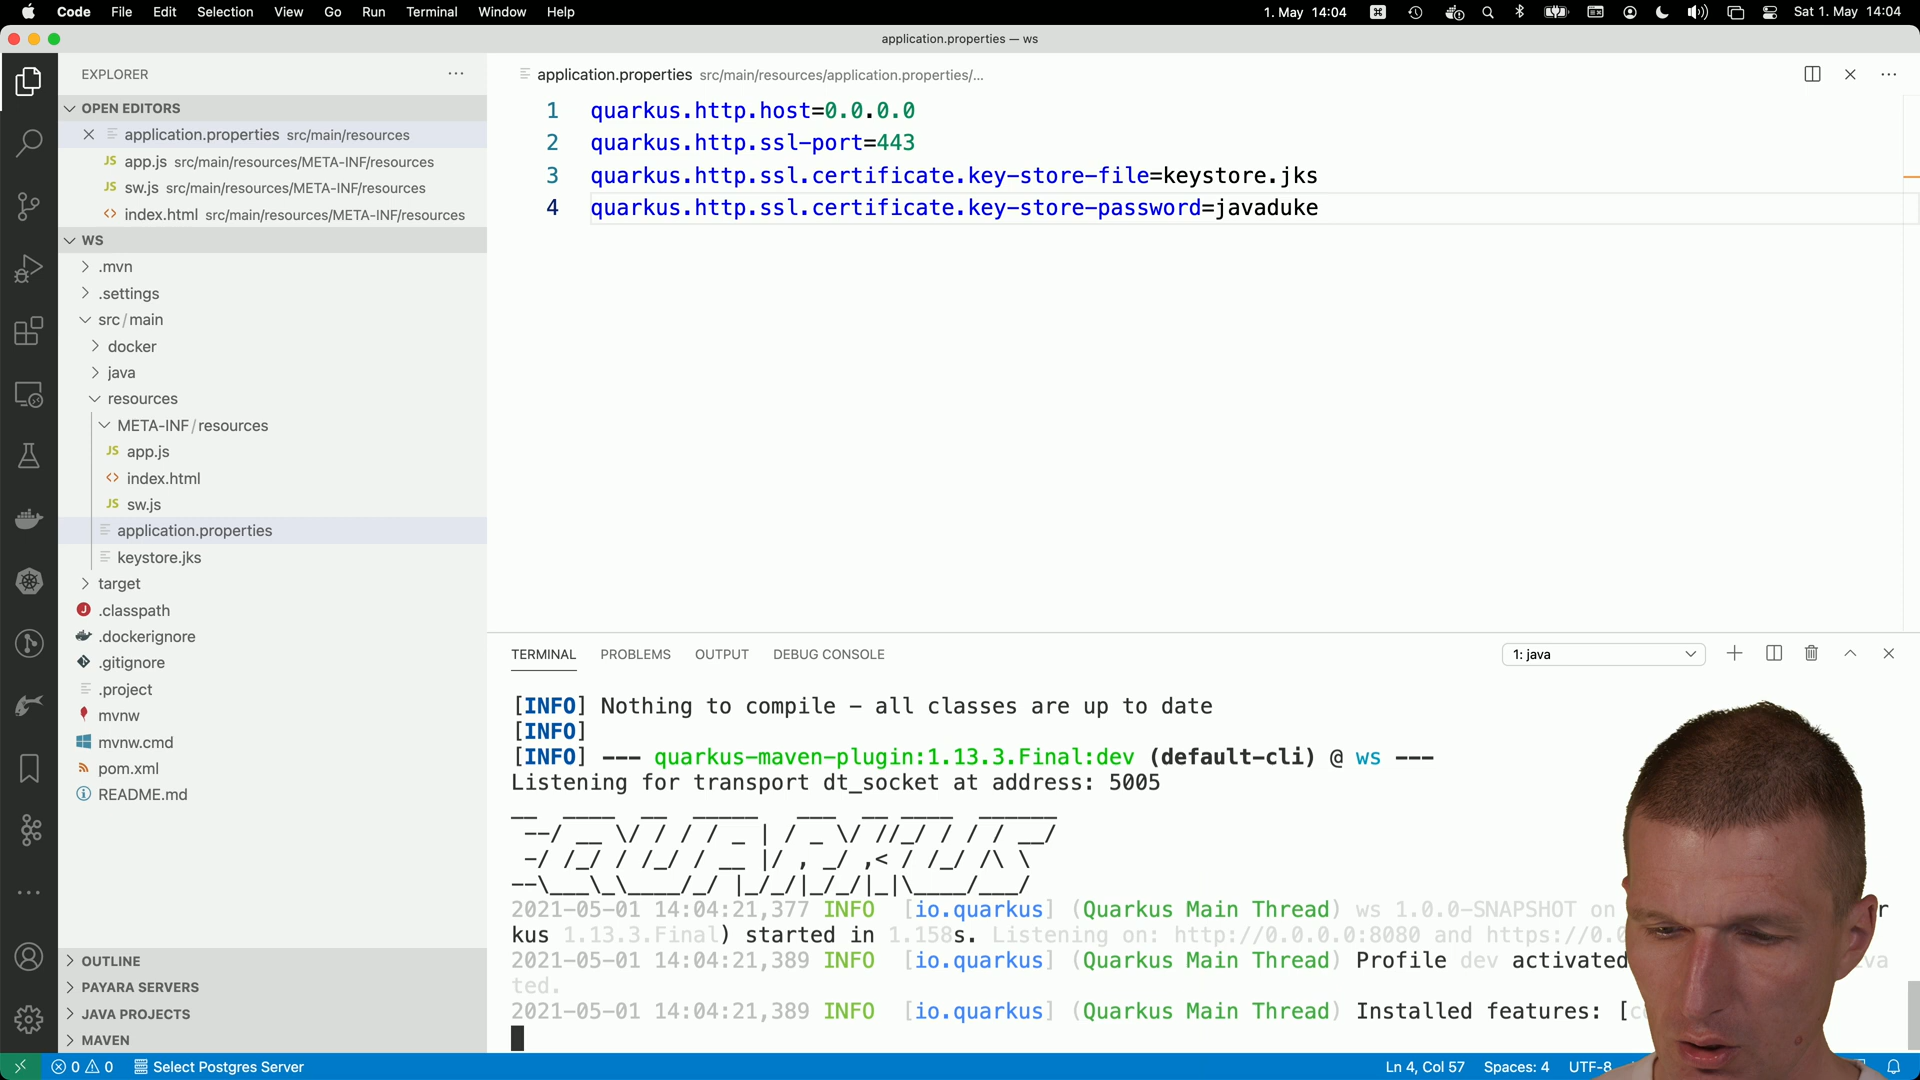 Code File Edit Selection View Go Run Terminal Window Help 1. May 14:04 Sat 1. May 14:04
application.properties — ws
EXPLORER
OPEN EDITORS
application.properties src/main/resources
JS app.js src/main/resources/META-INF/resources
JS sw.js src/main/resources/META-INF/resources
<> index.html src/main/resources/META-INF/resources
WS
.mvn
.settings
src/main
docker
java
resources
META-INF/resources
JS app.js
<> index.html
JS sw.js
application.properties
keystore.jks
target
.classpath
.dockerignore
.gitignore
.project
mvnw
mvnw.cmd
pom.xml
README.md
OUTLINE
PAYARA SERVERS
JAVA PROJECTS
MAVEN
application.properties src/main/resources/application.properties/...
1 quarkus.http.host=0.0.0.0
2 quarkus.http.ssl-port=443
3 quarkus.http.ssl.certificate.key-store-file=keystore.jks
4 quarkus.http.ssl.certificate.key-store-password=javaduke
TERMINAL PROBLEMS OUTPUT DEBUG CONSOLE 1: java
[INFO] Nothing to compile - all classes are up to date
[INFO]
[INFO] --- quarkus-maven-plugin:1.13.3.Final:dev (default-cli) @ ws ---
Listening for transport dt_socket at address: 5005
2021-05-01 14:04:21,377 INFO [io.quarkus] (Quarkus Main Thread) ws 1.0.0-SNAPSHOT on
kus 1.13.3.Final) started in 1.158s. Listening on: http://0.0.0.0:8080 and https://0.0
2021-05-01 14:04:21,389 INFO [io.quarkus] (Quarkus Main Thread) Profile dev activated
ted.
2021-05-01 14:04:21,389 INFO [io.quarkus] (Quarkus Main Thread) Installed features: [
0 0 Select Postgres Server Ln 4, Col 57 Spaces: 4 UTF-8